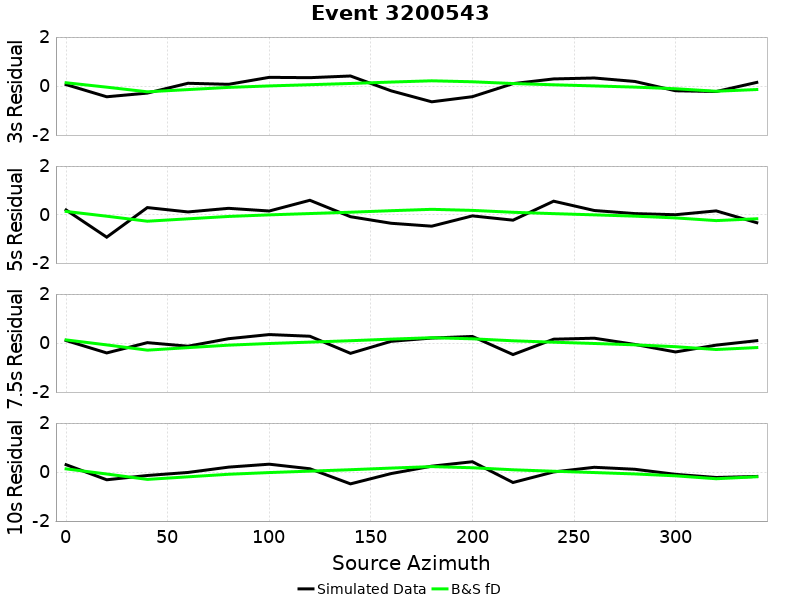 Event 3200543
3s Residual
2
0
-2
5s Residual
2
0
-2
7.5s Residual
2
0
-2
10s Residual
2
0
-2
0 50 100 150 200 250 300
Source Azimuth
Simulated Data B&S fD